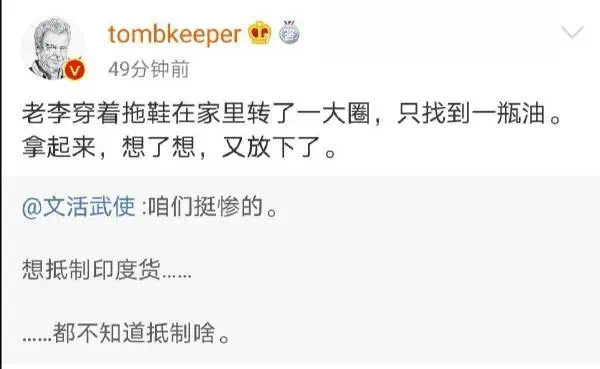 tombkeeper
49分钟前
老李穿着拖鞋在家里转了一大圈，只找到一瓶油。
拿起来，想了想，又放下了。
@文活武使 :咱们挺惨的。
想抵制印度货……
……都不知道抵制啥。